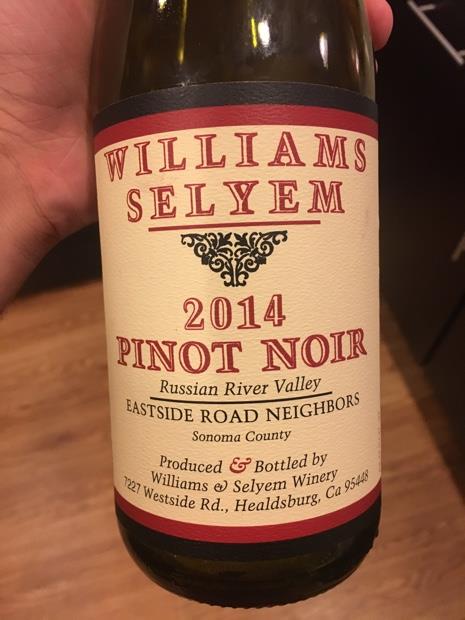 WILLIAMS
SELYEM
2014
PINOT NOIR
Russian River Valley
EASTSIDE ROAD NEIGHBORS
Sonoma County
Produced & Bottled by
Williams & Selyem Winery
7227 Westside Rd., Healdsburg, Ca 95448